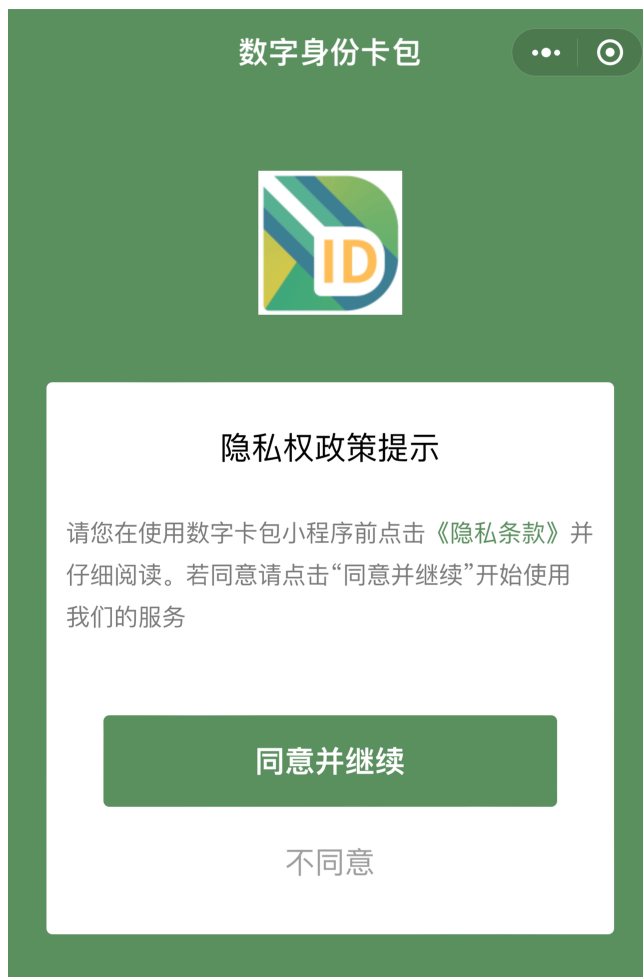 数字身份卡包
ID
隐私权政策提示
请您在使用数字卡包小程序前点击《隐私条款》并
仔细阅读。若同意请点击“同意并继续”开始使用
我们的服务
同意并继续
不同意